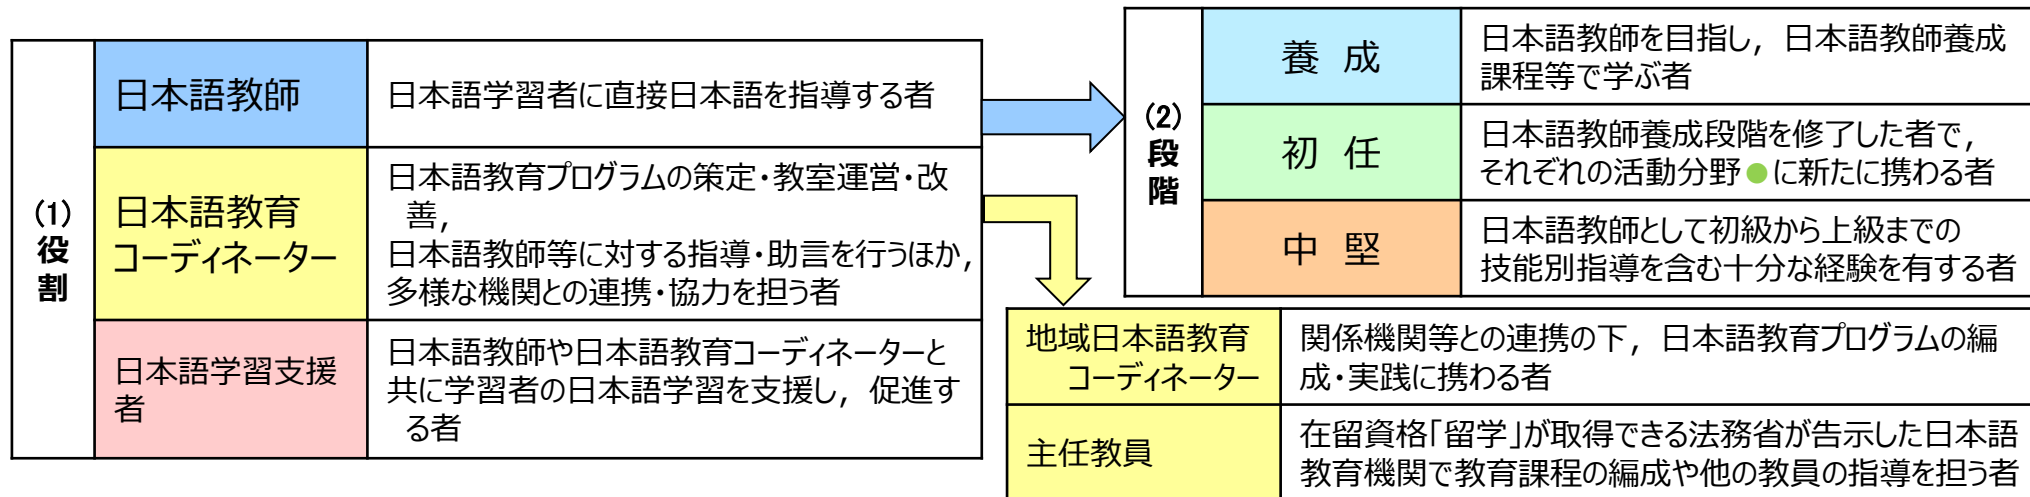 (1)
役
割
日本語教師
日本語学習者に直接日本語を指導する者
日本語教育
コーディネーター
日本語教育プログラムの策定・教室運営・改
善,
日本語教師等に対する指導・助言を行うほか,
多様な機関との連携・協力を担う者
日本語学習支援
者
日本語教師や日本語教育コーディネーターと
共に学習者の日本語学習を支援し, 促進す
る者
(2)
段
階
養 成
日本語教師を目指し, 日本語教師養成
課程等で学ぶ者
初 任
日本語教師養成段階を修了した者で,
それぞれの活動分野●に新たに携わる者
中 堅
日本語教師として初級から上級までの
技能別指導を含む十分な経験を有する者
地域日本語教育
コーディネーター
関係機関等との連携の下, 日本語教育プログラムの編
成・実践に携わる者
主任教員
在留資格「留学」が取得できる法務省が告示した日本語
教育機関で教育課程の編成や他の教員の指導を担う者